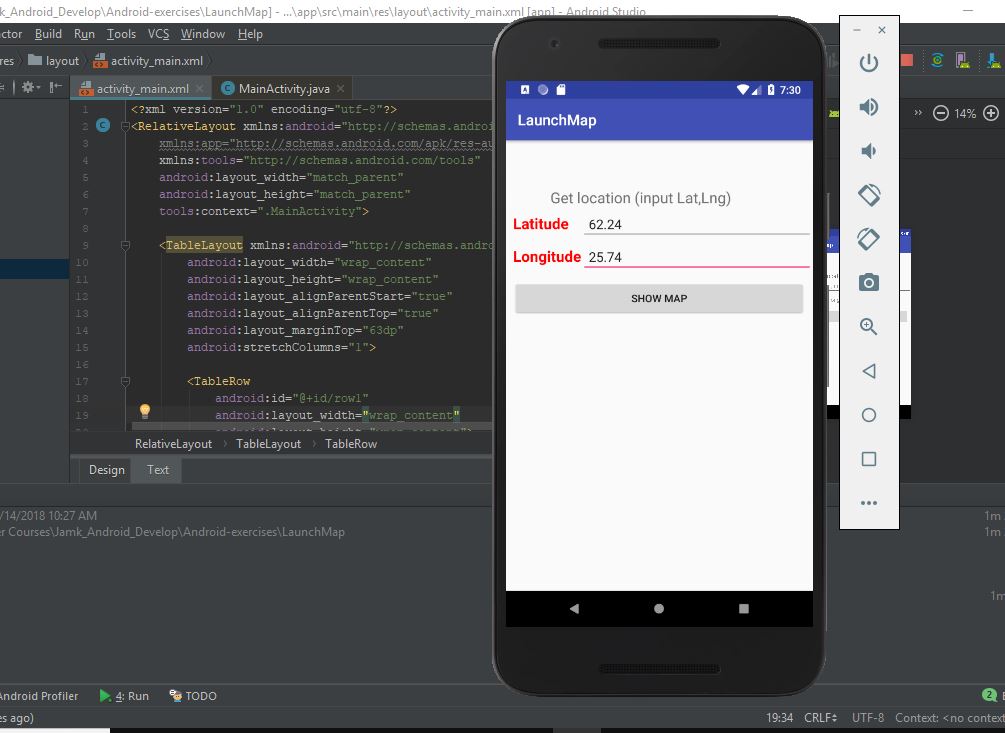 nk_Android_Develop\Android-exercises\LaunchMap] - ...\app\src\main\res\layout\activity_main.xml [app] - Android Studio
actor Build Run Tools VCS Window Help
res layout activity_main.xml
activity_main.xml MainActivity.java
14%
1 <?xml version="1.0" encoding="utf-8"?>
2 <RelativeLayout xmlns:android="http://schemas.andro
3 xmlns:app="http://schemas.android.com/apk/res-au
4 xmlns:tools="http://schemas.android.com/tools"
5 android:layout_width="match_parent"
6 android:layout_height="match_parent"
7 tools:context=".MainActivity">
8
9 <TableLayout xmlns:android="http://schemas.andro
10 android:layout_width="wrap_content"
11 android:layout_height="wrap_content"
12 android:layout_alignParentStart="true"
13 android:layout_alignParentTop="true"
14 android:layout_marginTop="63dp"
15 android:stretchColumns="1">
16
17 <TableRow
18 android:id="@+id/row1"
19 android:layout_width="wrap_content"
RelativeLayout TableLayout TableRow
Design Text
/14/2018 10:27 AM
er Courses\Jamk_Android_Develop\Android-exercises\LaunchMap
7:30
LaunchMap
Get location (input Lat,Lng)
Latitude 62.24
Longitude 25.74
SHOW MAP
1m
1m
1m
Android Profiler 4: Run TODO 2
es ago) 19:34 CRLF UTF-8 Context: <no context